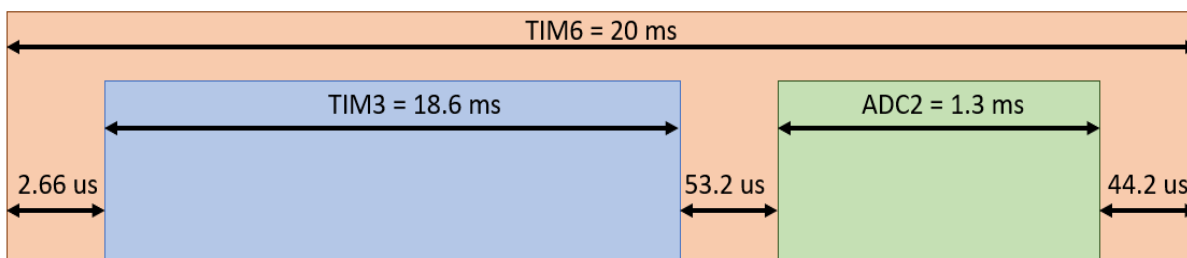 TIM6 = 20 ms
TIM3 = 18.6 ms
ADC2 = 1.3 ms
2.66 us
53.2 us
44.2 us